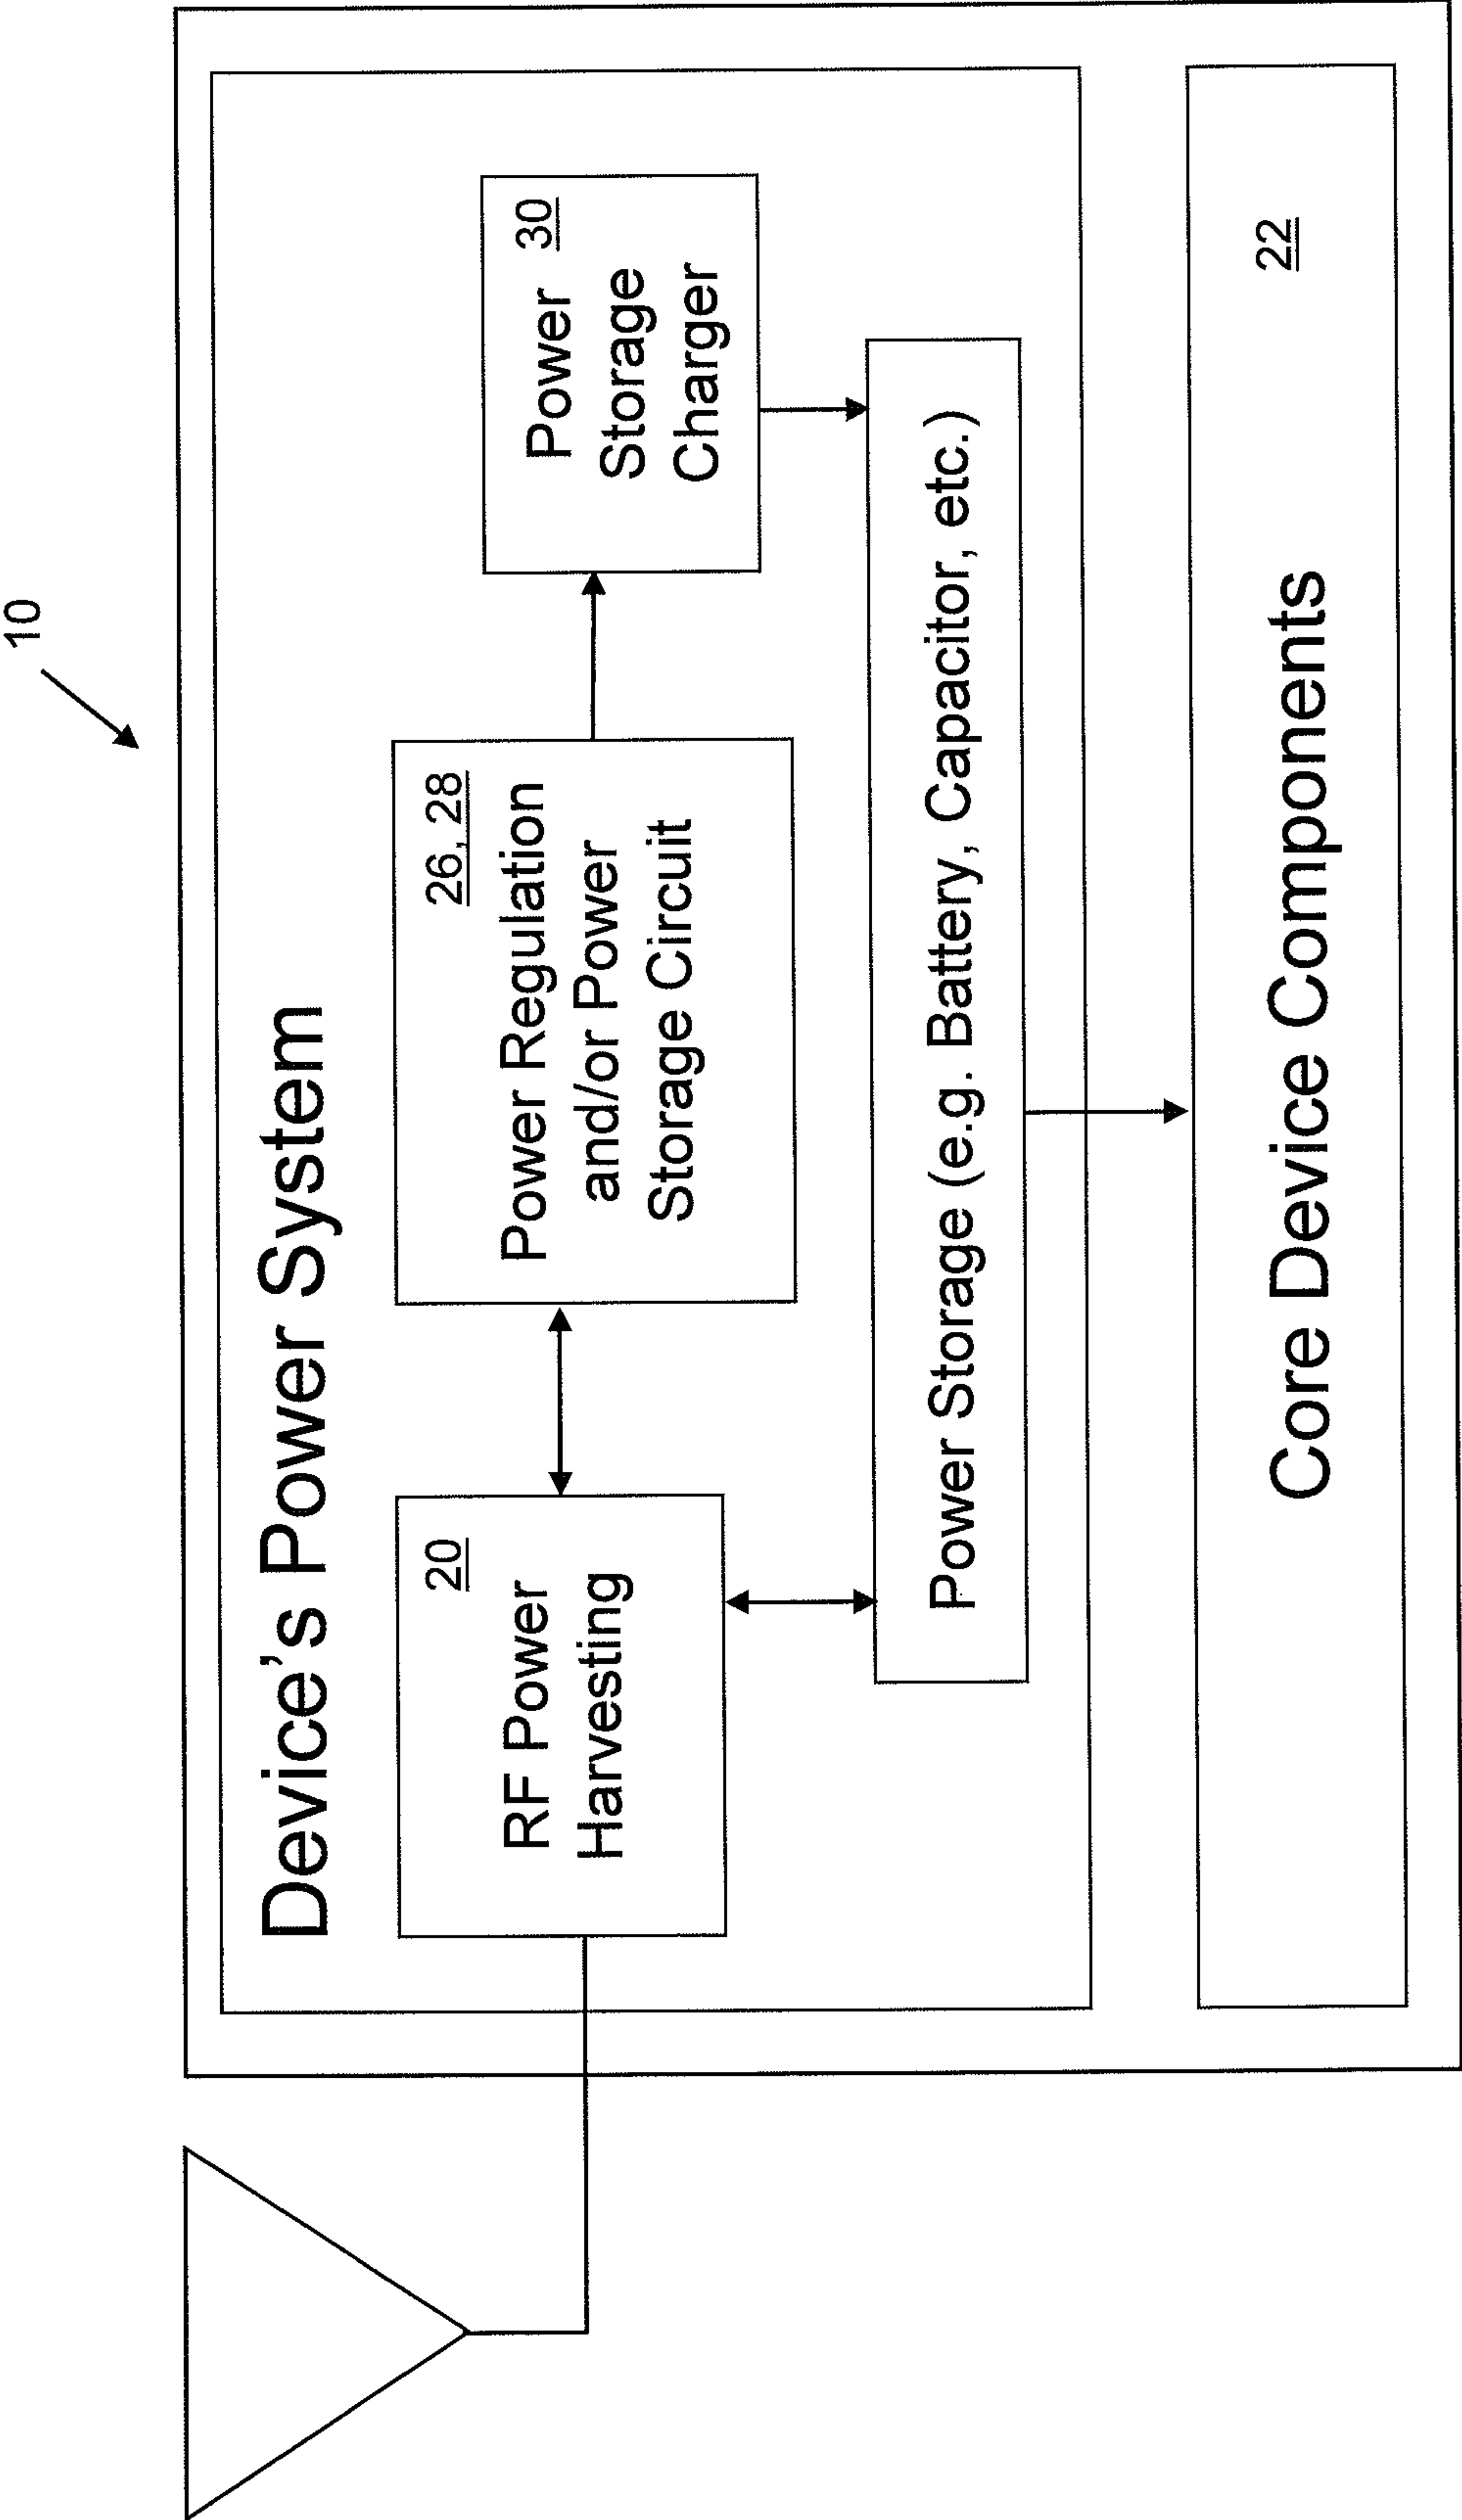 10
Device's Power System
20
RF Power
Harvesting
26, 28
Power Regulation
and/or Power
Storage Circuit
Power 30
Storage
Charger
Power Storage (e.g. Battery, Capacitor, etc.)
22
Core Device Components